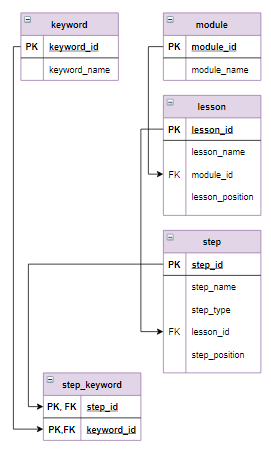 keyword
PK keyword_id
keyword_name
module
PK module_id
module_name
lesson
PK lesson_id
lesson_name
FK module_id
lesson_position
step
PK step_id
step_name
step_type
FK lesson_id
step_position
step_keyword
PK, FK step_id
PK,FK keyword_id